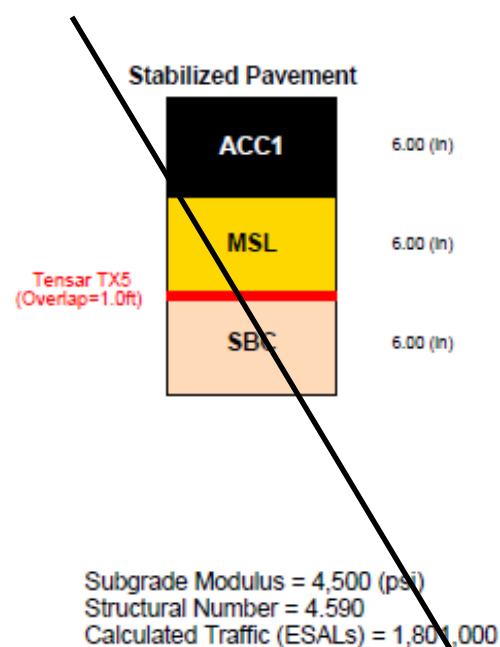 Stabilized Pavement
ACC1
6.00 (In)
MSL
6.00 (In)
Tensar TX5
(Overlap=1.0ft)
SBC
6.00 (In)
Subgrade Modulus = 4,500 (psi)
Structural Number = 4.590
Calculated Traffic (ESALs) = 1,801,000